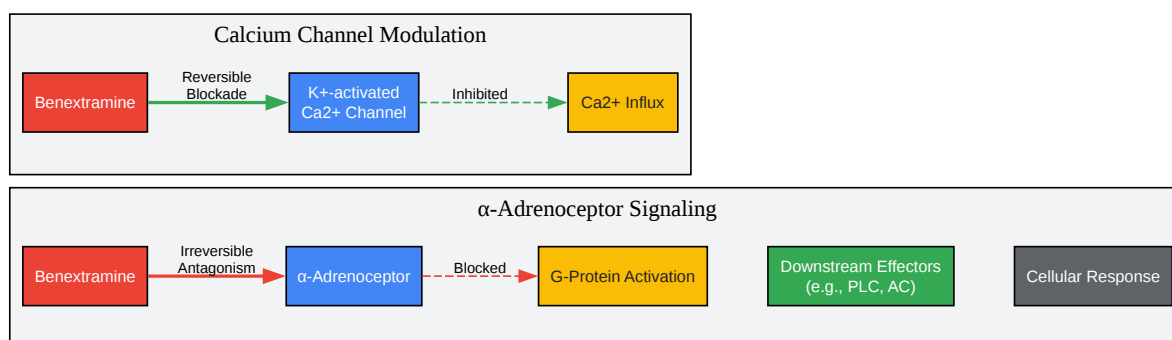 Calcium Channel Modulation
Benextramine
Reversible
Blockade
K+-activated
Ca2+ Channel
Inhibited
Ca2+ Influx
α-Adrenoceptor Signaling
Benextramine
Irreversible
Antagonism
α-Adrenoceptor
Blocked
G-Protein Activation
Downstream Effectors
(e.g., PLC, AC)
Cellular Response